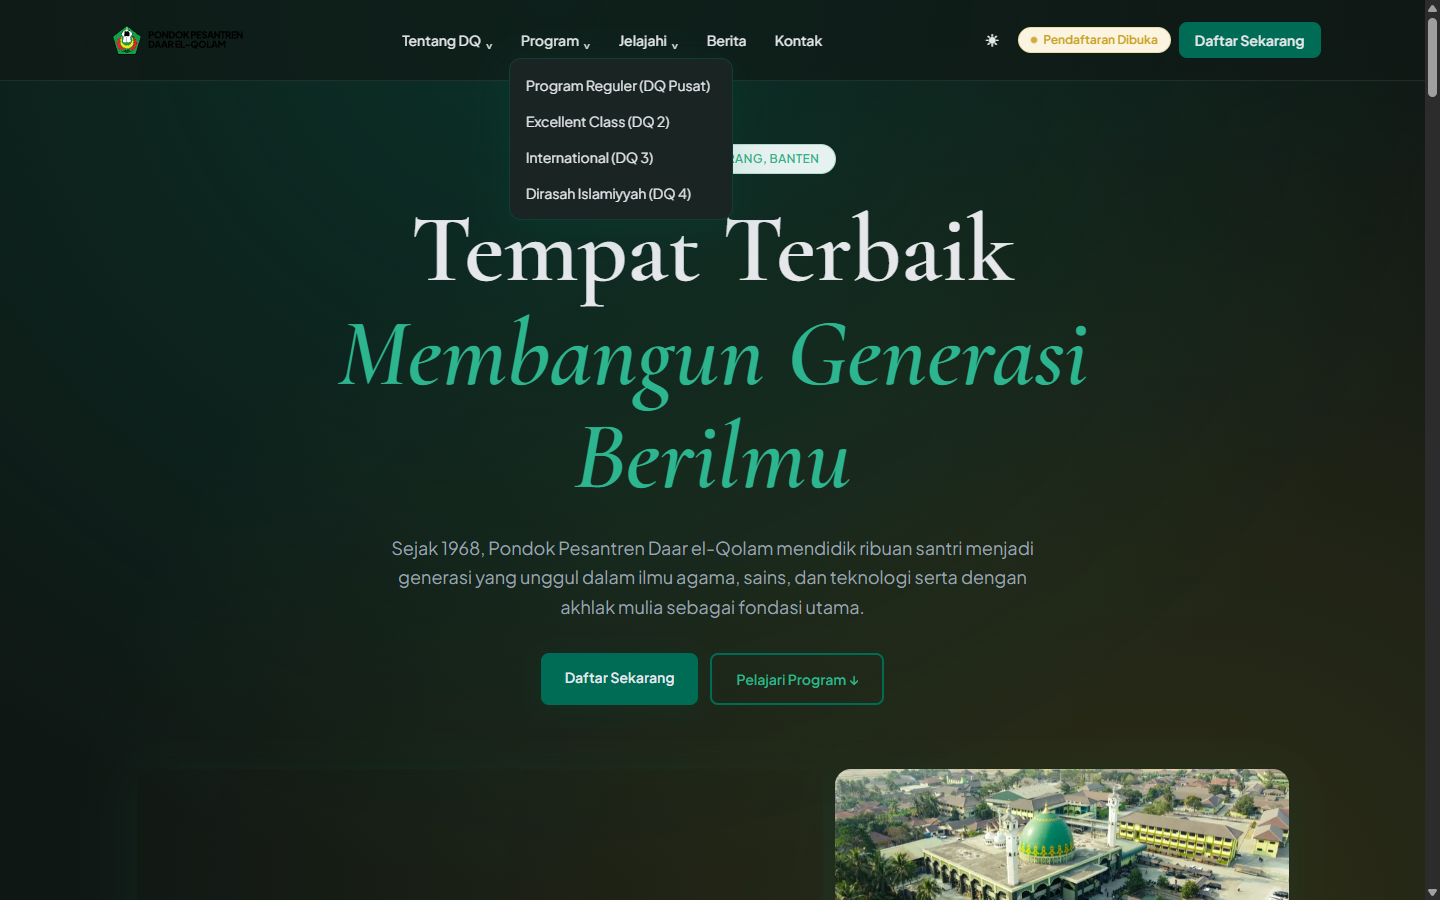 PONDOK PESANTREN
DAAR EL-QOLAM
Tentang DQ
Program
Jelajahi
Berita
Kontak
Pendaftaran Dibuka
Daftar Sekarang
Program Reguler (DQ Pusat)
Excellent Class (DQ 2)
International (DQ 3)
Dirasah Islamiyyah (DQ 4)
BANTEN
Tempat Terbaik
Membangun Generasi
Berilmu
Sejak 1968, Pondok Pesantren Daar el-Qolam mendidik ribuan santri menjadi
generasi yang unggul dalam ilmu agama, sains, dan teknologi serta dengan
akhlak mulia sebagai fondasi utama.
Daftar Sekarang
Pelajari Program ↓